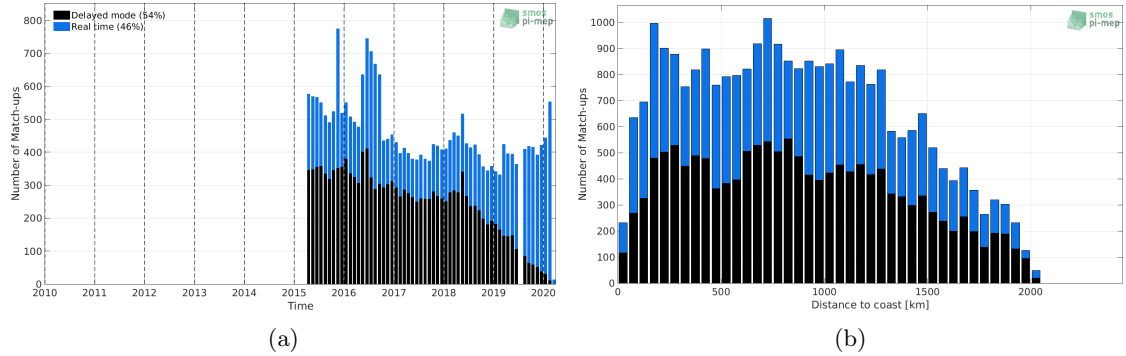 Delayed mode (54%)
Real time (46%)
smos
pi-mep
Number of Match-ups
800
700
600
500
400
300
200
100
0
2010 2011 2012 2013 2014 2015 2016 2017 2018 2019 2020
Time
(a)
smos
pi-mep
Number of Match-ups
1000
900
800
700
600
500
400
300
200
100
0
0 500 1000 1500 2000
Distance to coast [km]
(b)